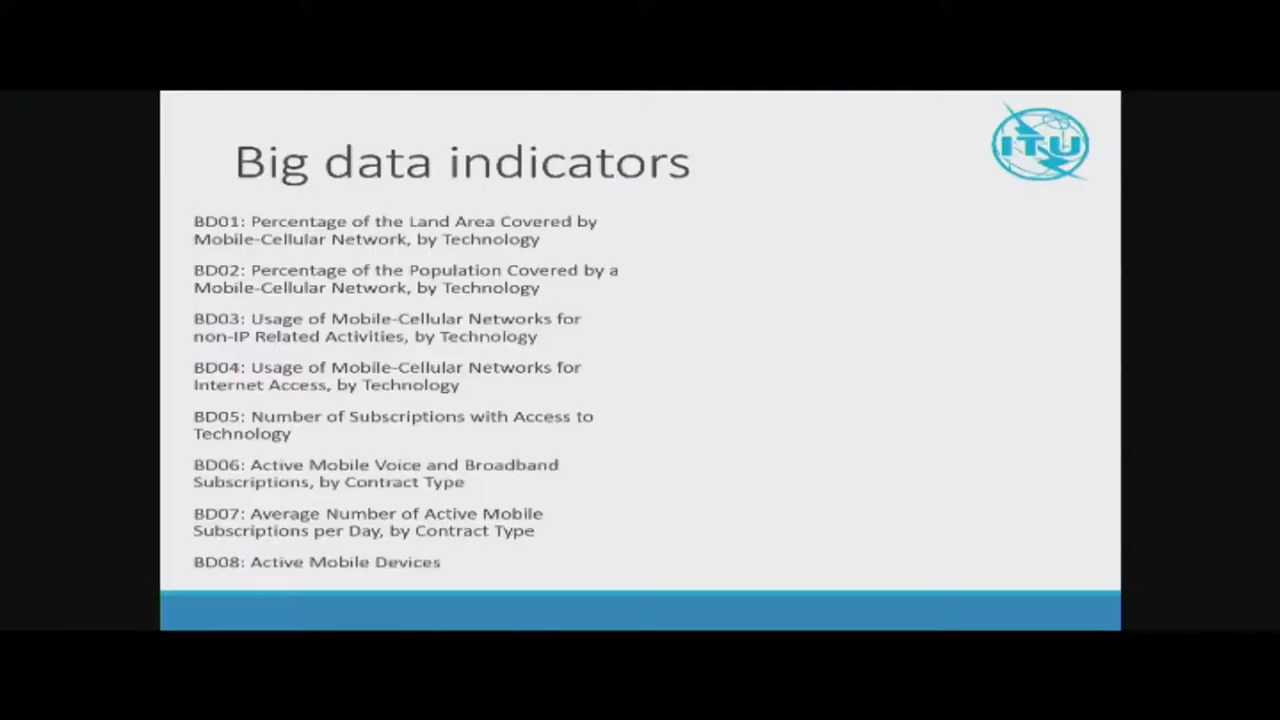 ITU
Big data indicators
BD01: Percentage of the Land Area Covered by
Mobile-Cellular Network, by Technology
BD02: Percentage of the Population Covered by a
Mobile-Cellular Network, by Technology
BD03: Usage of Mobile-Cellular Networks for
non-IP Related Activities, by Technology
BD04: Usage of Mobile-Cellular Networks for
Internet Access, by Technology
BD05: Number of Subscriptions with Access to
Technology
BD06: Active Mobile Voice and Broadband
Subscriptions, by Contract Type
BD07: Average Number of Active Mobile
Subscriptions per Day, by Contract Type
BD08: Active Mobile Devices